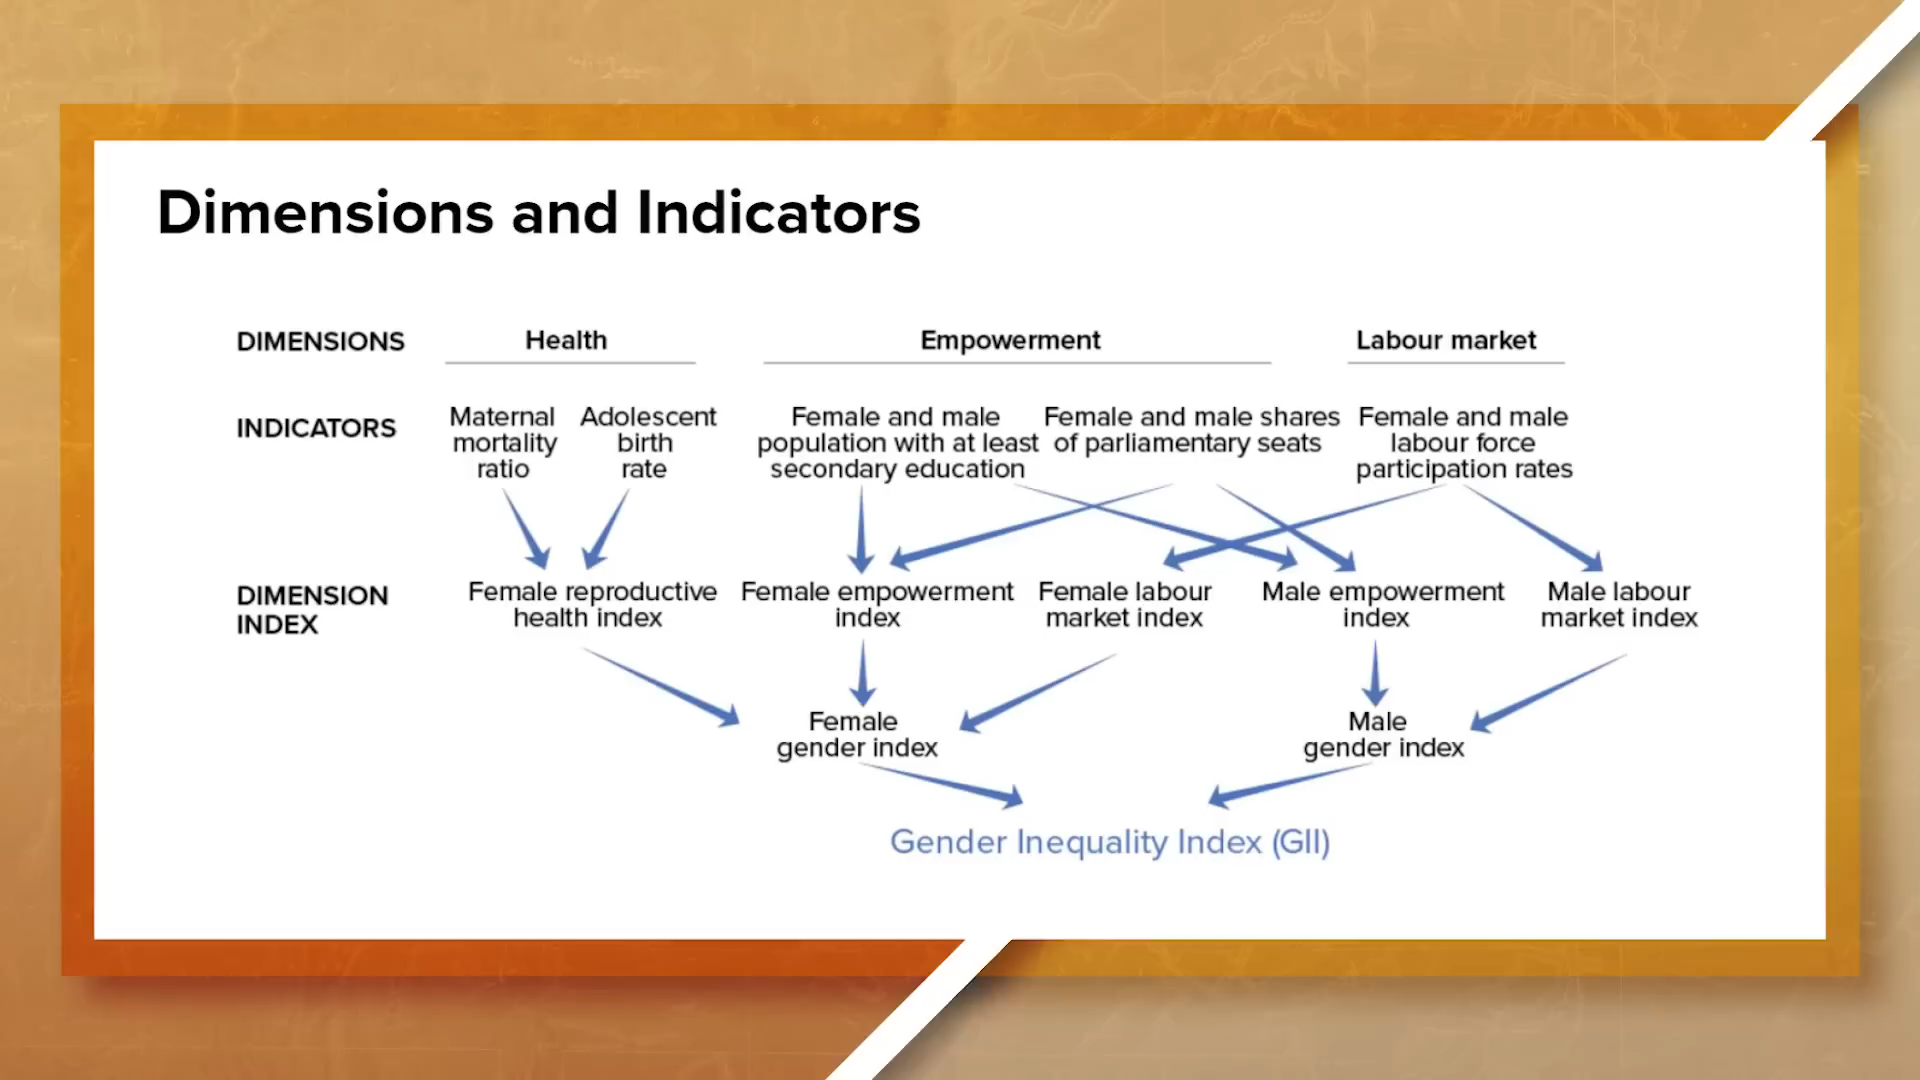 Dimensions and Indicators
DIMENSIONS Health Empowerment Labour market
INDICATORS
Maternal
mortality
ratio
Adolescent
birth
rate
Female and male
population with at least
secondary education
Female and male shares
of parliamentary seats
Female and male
labour force
participation rates
DIMENSION
INDEX
Female reproductive
health index
Female empowerment
index
Female labour
market index
Male empowerment
index
Male labour
market index
Female
gender index
Male
gender index
Gender Inequality Index (GII)